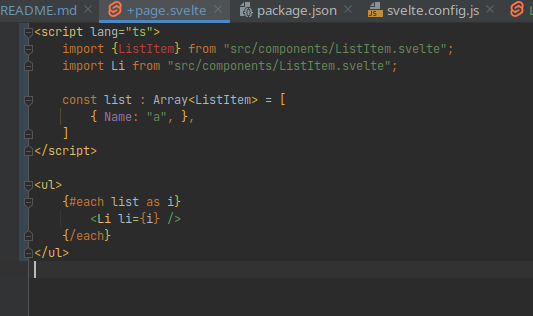 README.md +page.svelte package.json svelte.config.js
<script lang="ts">
    import {ListItem} from "src/components/ListItem.svelte";
    import Li from "src/components/ListItem.svelte";

    const list : Array<ListItem> = [
        { Name: "a", },
    ]
</script>

<ul>
    {#each list as i}
        <Li li={i} />
    {/each}
</ul>